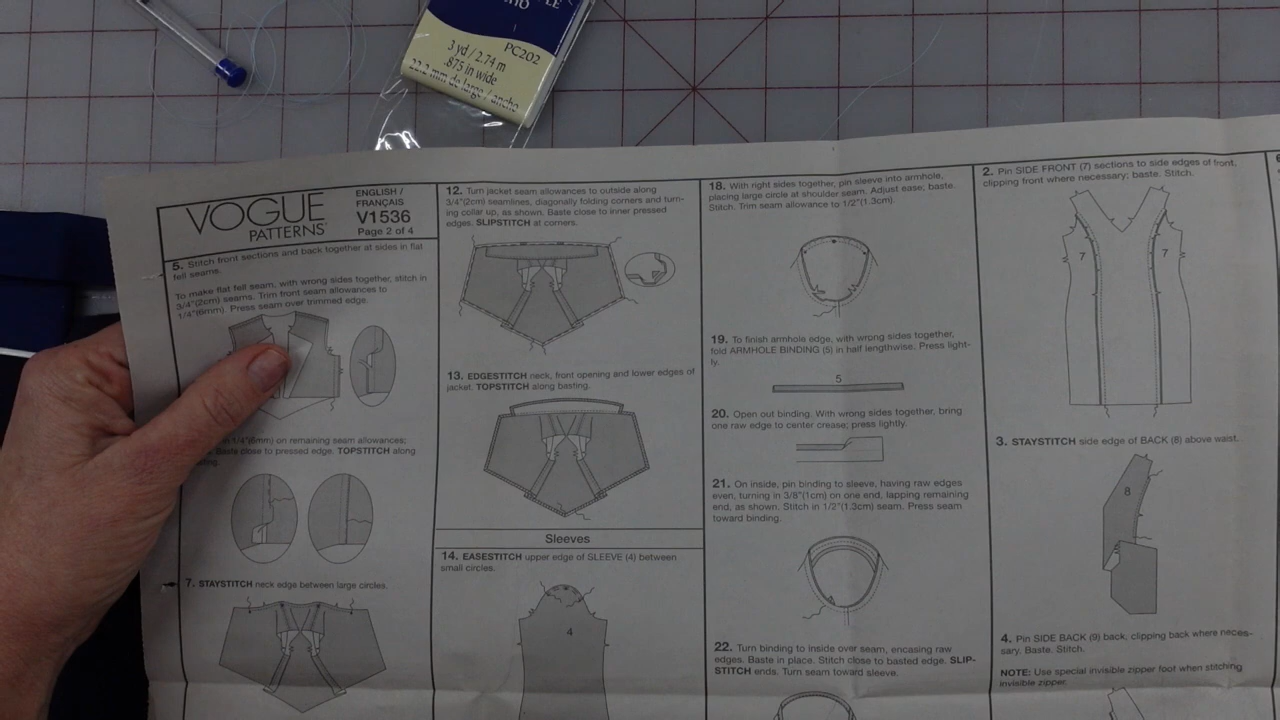 PC202
3 yd / 2.74 m
.875 in wide
22.2 mm de large / ancho
VOGUE
PATTERNS
ENGLISH /
FRANÇAIS
V1536
Page 2 of 4
5. Stitch front sections and back together at sides in flat
fell seams.
To make flat fell seam, with wrong sides together, stitch in
3/4"(2cm) seams. Trim front seam allowances to
1/4"(6mm) Press seam over trimmed edge.
1/4"(6mm) on remaining seam allowances;
Baste close to pressed edge. TOPSTITCH along
7. STAYSTITCH neck edge between large circles.
12. Turn jacket seam allowances to outside along
3/4"(2cm) seamlines, diagonally folding corners and turn-
ing collar up, as shown. Baste close to inner pressed
edges. SLIPSTITCH at corners.
13. EDGESTITCH neck, front opening and lower edges of
jacket. TOPSTITCH along basting.
Sleeves
14. EASESTITCH upper edge of SLEEVE (4) between
small circles.
4
18. With right sides together, pin sleeve into armhole,
placing large circle at shoulder seam. Adjust ease; baste.
Stitch. Trim seam allowance to 1/2"(1.3cm).
19. To finish armhole edge, with wrong sides together,
fold ARMHOLE BINDING (5) in half lengthwise. Press light-
ly.
5
20. Open out binding. With wrong sides together, bring
one raw edge to center crease; press lightly.
21. On inside, pin binding to sleeve, having raw edges
even, turning in 3/8"(1cm) on one end, lapping remaining
end, as shown. Stitch in 1/2"(1.3cm) seam. Press seam
toward binding.
22. Turn binding to inside over seam, encasing raw
edges. Baste in place. Stitch close to basted edge. SLIP-
STITCH ends. Turn seam toward sleeve.
2. Pin SIDE FRONT (7) sections to side edges of front,
clipping front where necessary; baste. Stitch.
7
7
3. STAYSTITCH side edge of BACK (8) above waist.
8
4. Pin SIDE BACK (9) back, clipping back where neces-
sary. Baste. Stitch.
NOTE: Use special invisible zipper foot when stitching
invisible zipper.